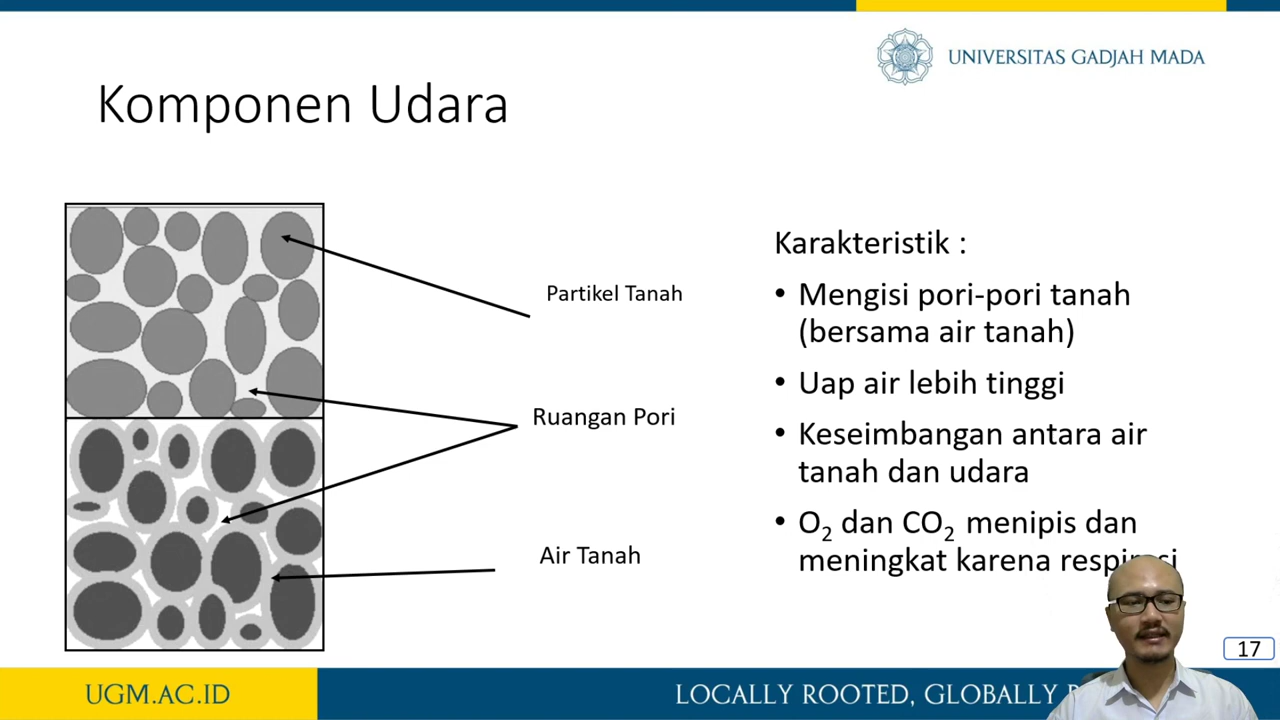 UNIVERSITAS GADJAH MADA
Komponen Udara
Partikel Tanah
Ruangan Pori
Air Tanah
Karakteristik :
• Mengisi pori-pori tanah
(bersama air tanah)
• Uap air lebih tinggi
• Keseimbangan antara air
tanah dan udara
• O₂ dan CO₂ menipis dan
meningkat karena
17
UGM.AC.ID
LOCALLY ROOTED, GLOBALLY